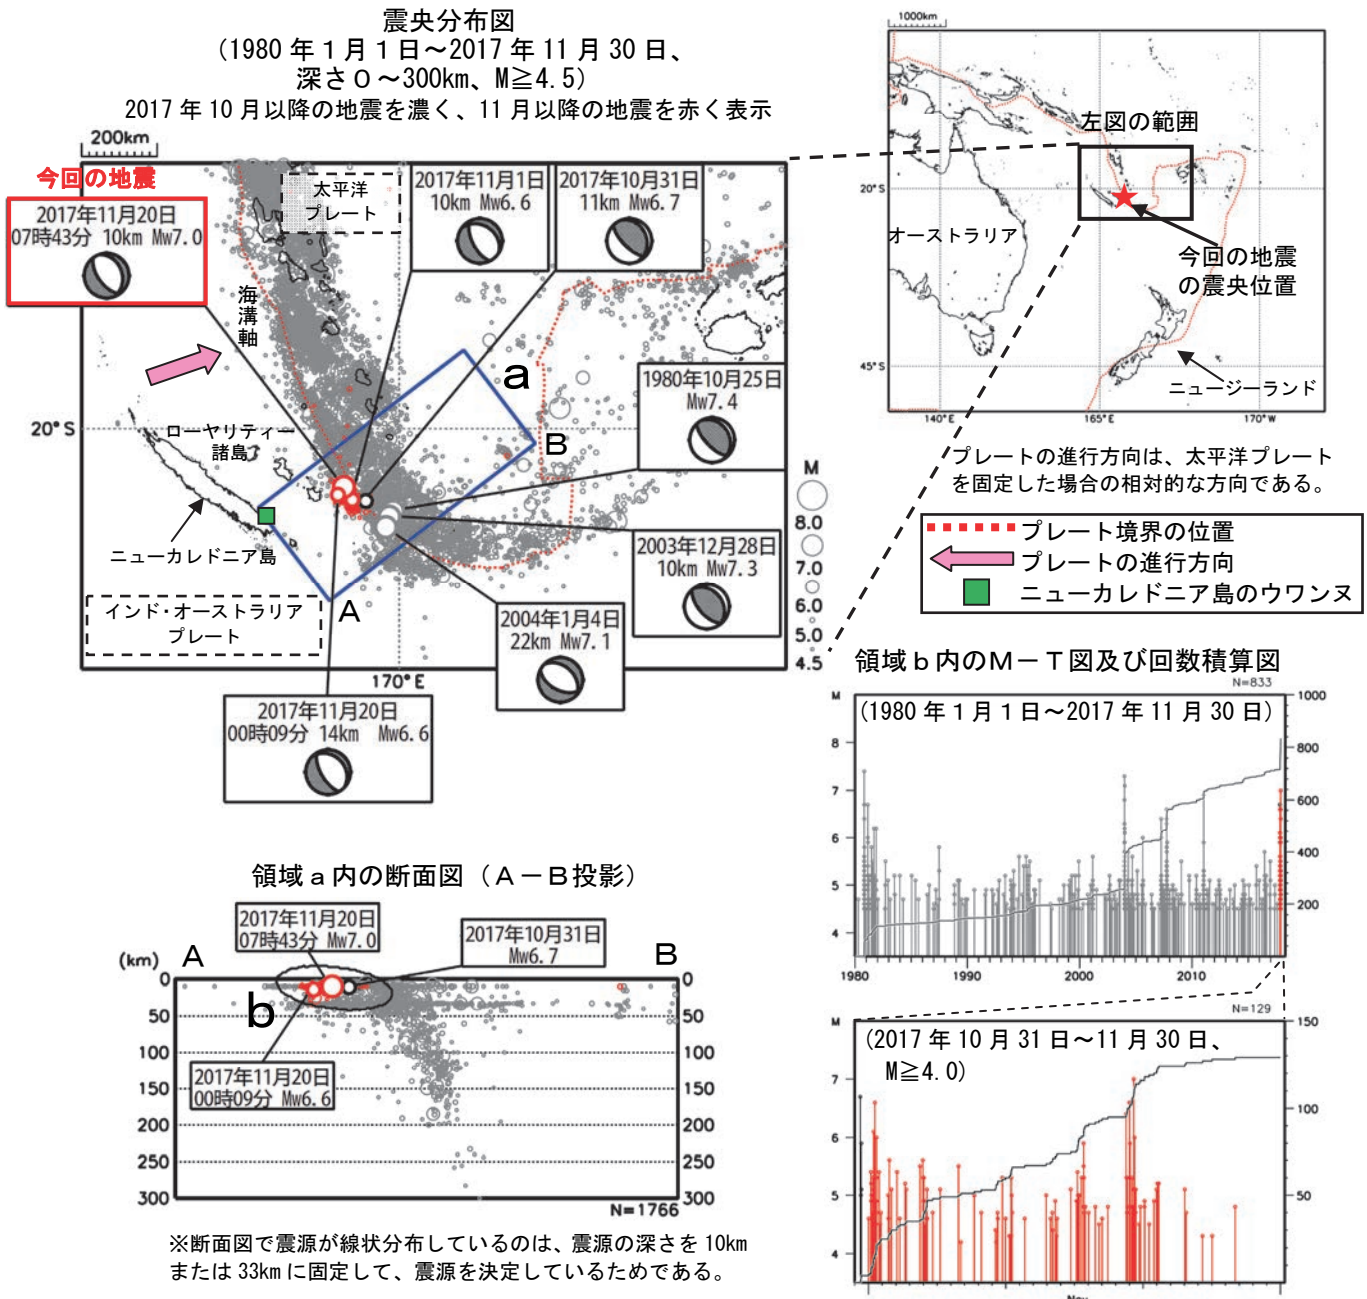 震央分布図
(1980年1月1日～2017年11月30日、
深さ0～300km、M≧4.5)
2017年10月以降の地震を濃く、11月以降の地震を赤く表示
200km
今回の地震
2017年11月20日
07時43分 10km Mw7.0
太平洋
プレート
2017年11月1日
10km Mw6.6
2017年10月31日
11km Mw6.7
海溝軸
a
1980年10月25日
Mw7.4
20°S
ローヤリティー
諸島
B
ニューカレドニア島
2003年12月28日
10km Mw7.3
A
インド・オーストラリア
プレート
2004年1月4日
22km Mw7.1
170°E
2017年11月20日
00時09分 14km Mw6.6
M
8.0
7.0
6.0
5.0
4.5
1000km
左図の範囲
20°S
オーストラリア
今回の地震
の震央位置
45°S
ニュージーランド
140°E
165°E
170°W
プレートの進行方向は、太平洋プレート
を固定した場合の相対的な方向である。
プレート境界の位置
プレートの進行方向
ニューカレドニア島のウワンヌ
領域b内のM－T図及び回数積算図
N=833
M
(1980年1月1日～2017年11月30日)
1000
8
800
7
600
6
400
5
200
4
1980
1990
2000
2010
N=129
M
(2017年10月31日～11月30日、
M≧4.0)
150
7
100
6
5
50
4
Nov
領域a内の断面図（A－B投影）
2017年11月20日
07時43分 Mw7.0
2017年10月31日
Mw6.7
(km)
A
B
0
0
b
50
50
100
100
2017年11月20日
00時09分 Mw6.6
150
150
200
200
250
250
300
300
N=1766
※断面図で震源が線状分布しているのは、震源の深さを10km
または33kmに固定して、震源を決定しているためである。